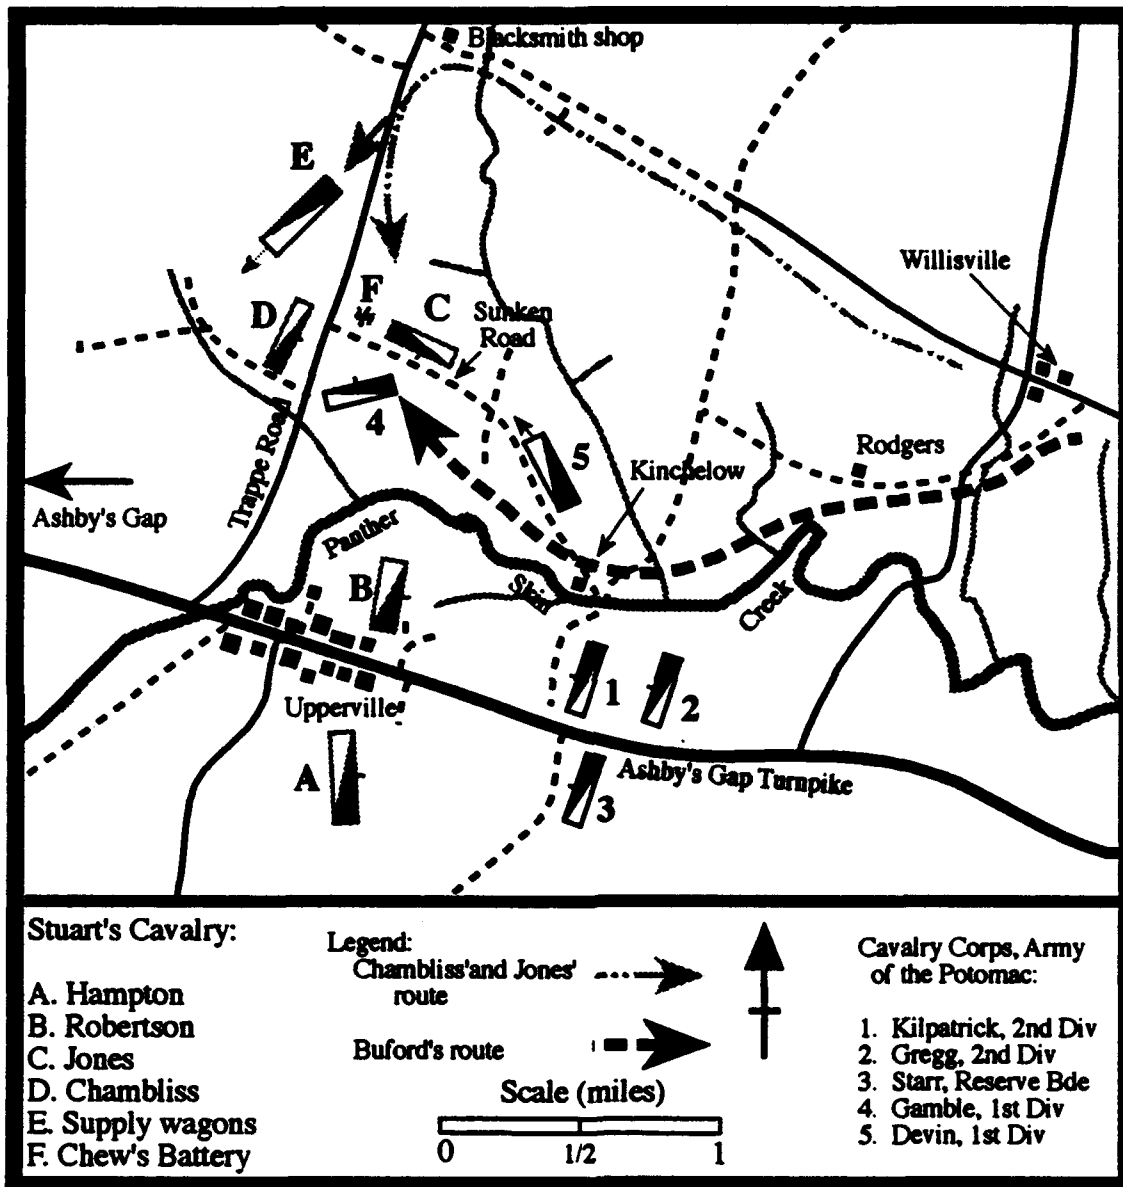 Blacksmith shop
E
Willisville
F
D
C
Sunken
Road
4
Trappe Road
5
Rodgers
Kinchelow
Ashby's Gap
Panther
B
Skin
Creek
1
2
Upperville
A
Ashby's Gap Turnpike
3
Stuart's Cavalry:
A. Hampton
B. Robertson
C. Jones
D. Chambliss
E. Supply wagons
F. Chew's Battery
Legend:
Chambliss'and Jones'
route
Buford's route
Scale (miles)
0 1/2 1
Cavalry Corps, Army
of the Potomac:
1. Kilpatrick, 2nd Div
2. Gregg, 2nd Div
3. Starr, Reserve Bde
4. Gamble, 1st Div
5. Devin, 1st Div